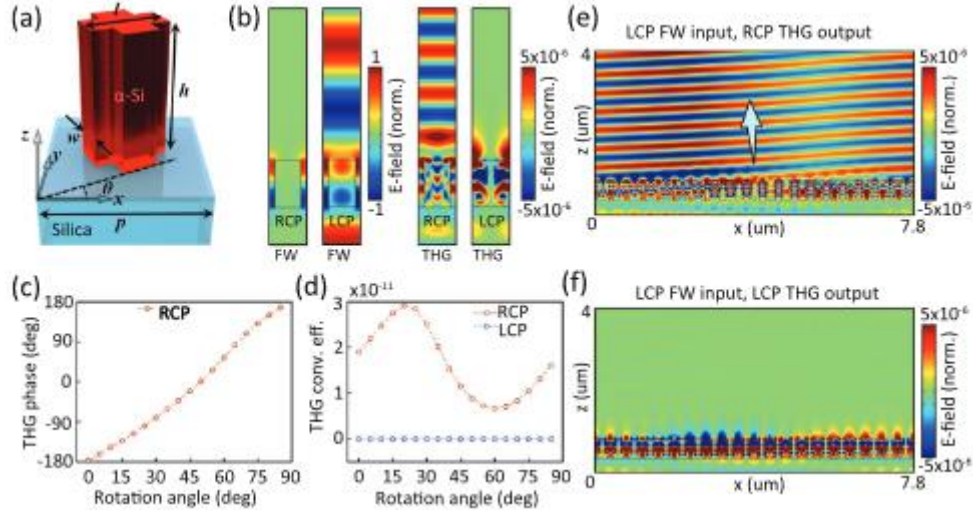 (a)
l
α-Si
h
w
z
y
θ
x
p
Silica
(b)
RCP
LCP
RCP
LCP
FW
FW
THG
THG
1
E-field (norm.)
-1
5x10⁻⁶
E-field (norm.)
-5x10⁻⁶
(c)
RCP
THG phase (deg)
180
90
0
-90
-180
0 15 30 45 60 75 90
Rotation angle (deg)
(d)
x10⁻¹¹
RCP
LCP
THG conv. eff.
3
2
1
0
0 15 30 45 60 75 90
Rotation angle (deg)
(e)
LCP FW input, RCP THG output
4
z (um)
0
0
x (um)
7.8
5x10⁻⁶
E-field (norm.)
-5x10⁻⁶
(f)
LCP FW input, LCP THG output
4
z (um)
0
x (um)
7.8
5x10⁻⁶
E-field (norm.)
-5x10⁻⁶